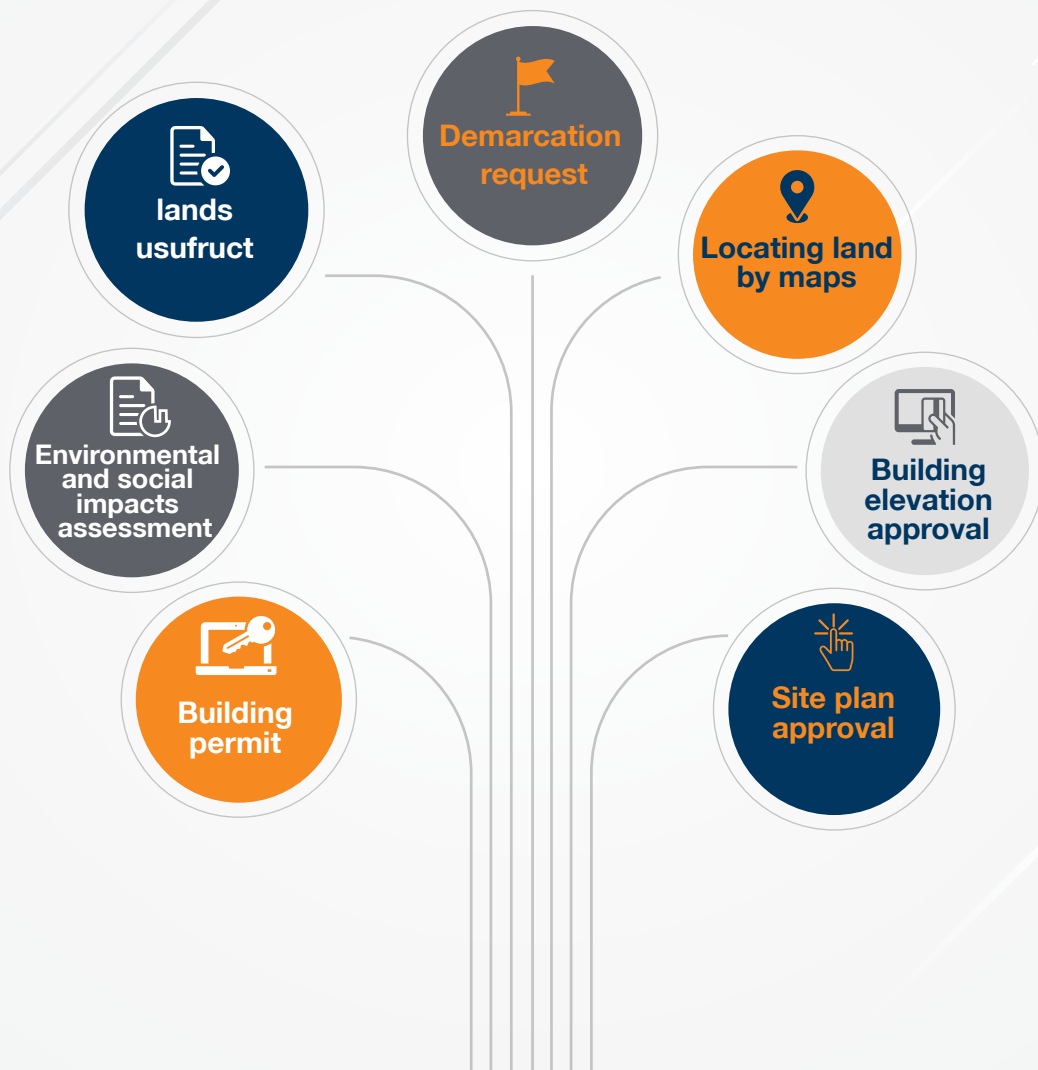 Demarcation
request
lands
usufruct
Locating land
by maps
Environmental
and social
impacts
assessment
Building
elevation
approval
Building
permit
Site plan
approval